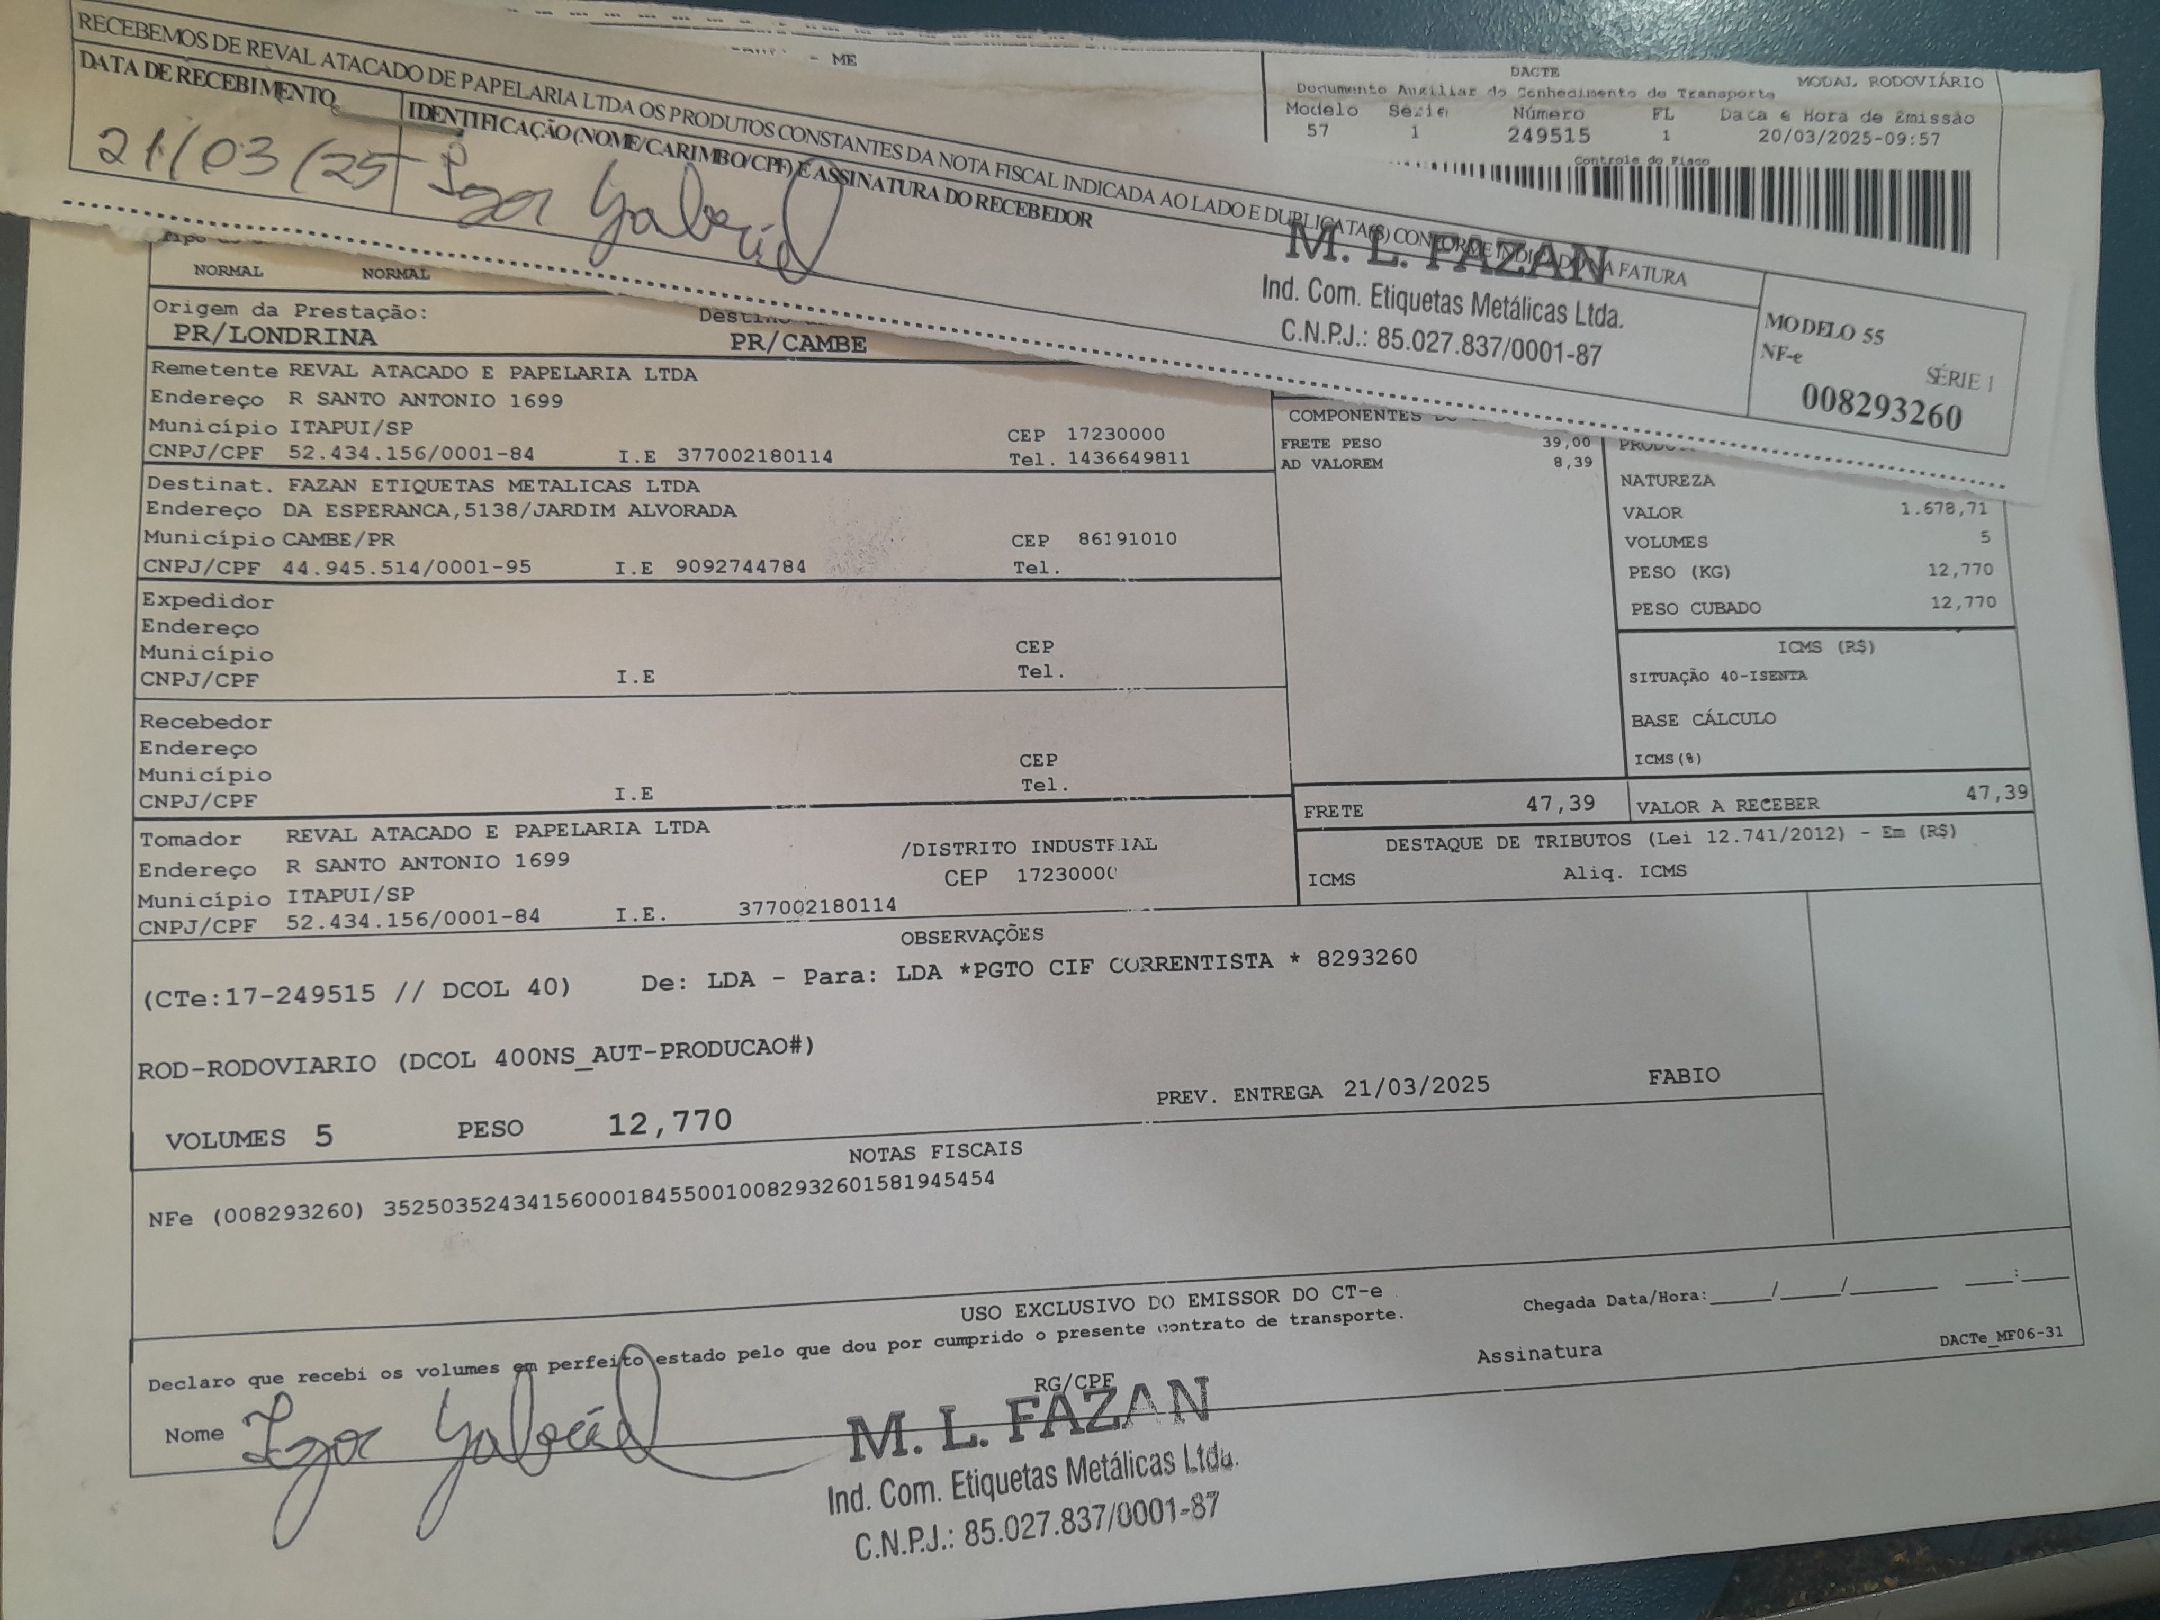 RECEBEMOS DE REVAL ATACADO DE PAPELARIA LTDA OS PRODUTOS CONSTANTES DA NOTA FISCAL INDICADA AO LADO E DUPLICATA(S) CONFORME INDICADO NA FATURA
DATA DE RECEBIMENTO
IDENTIFICAÇÃO (NOME/CARIMBO/CPF) E ASSINATURA DO RECEBEDOR
21/03/25
Igor Gabriel
M. L. FAZAN
Ind. Com. Etiquetas Metálicas Ltda.
C.N.P.J.: 85.027.837/0001-87
MODELO 55
NF-e
SÉRIE 1
008293260
- ME
DACTE
MODAL RODOVIÁRIO
Documento Auxiliar do Conhecimento de Transporte
Modelo Serie Número FL Data e Hora de Emissão
57 1 249515 1 20/03/2025-09:57
Controle do Fisco
NORMAL NORMAL
Origem da Prestação:
PR/LONDRINA PR/CAMBE
Remetente REVAL ATACADO E PAPELARIA LTDA
Endereço R SANTO ANTONIO 1699
Município ITAPUI/SP CEP 17230000
CNPJ/CPF 52.434.156/0001-84 I.E 377002180114 Tel. 1436649811
Destinat. FAZAN ETIQUETAS METALICAS LTDA
Endereço DA ESPERANCA,5138/JARDIM ALVORADA
Município CAMBE/PR CEP 86191010
CNPJ/CPF 44.945.514/0001-95 I.E 9092744784 Tel.
Expedidor
Endereço
Município CEP
CNPJ/CPF I.E Tel.
Recebedor
Endereço
Município CEP
CNPJ/CPF I.E Tel.
Tomador REVAL ATACADO E PAPELARIA LTDA
Endereço R SANTO ANTONIO 1699 /DISTRITO INDUSTRIAL
Município ITAPUI/SP CEP 17230000
CNPJ/CPF 52.434.156/0001-84 I.E. 377002180114
COMPONENTES
FRETE PESO 39,00
AD VALOREM 8,39
NATUREZA
VALOR 1.678,71
VOLUMES 5
PESO (KG) 12,770
PESO CUBADO 12,770
ICMS (R$)
SITUAÇÃO 40-ISENTA
BASE CÁLCULO
ICMS(%)
FRETE 47,39 VALOR A RECEBER 47,39
DESTAQUE DE TRIBUTOS (Lei 12.741/2012) - Em (R$)
ICMS Aliq. ICMS
OBSERVAÇÕES
(CTe:17-249515 // DCOL 40) De: LDA - Para: LDA *PGTO CIF CORRENTISTA * 8293260
ROD-RODOVIARIO (DCOL 400NS_AUT-PRODUCAO#)
PREV. ENTREGA 21/03/2025 FABIO
VOLUMES 5 PESO 12,770
NOTAS FISCAIS
NFe (008293260) 35250352434156000184550010082932601581945454
USO EXCLUSIVO DO EMISSOR DO CT-e
Declaro que recebi os volumes em perfeito estado pelo que dou por cumprido o presente contrato de transporte.
Chegada Data/Hora:____/____/______ ___:___
Nome Igor Gabriel RG/CPF Assinatura DACTe_MF06-31
M. L. FAZAN
Ind. Com. Etiquetas Metálicas Ltda.
C.N.P.J.: 85.027.837/0001-87